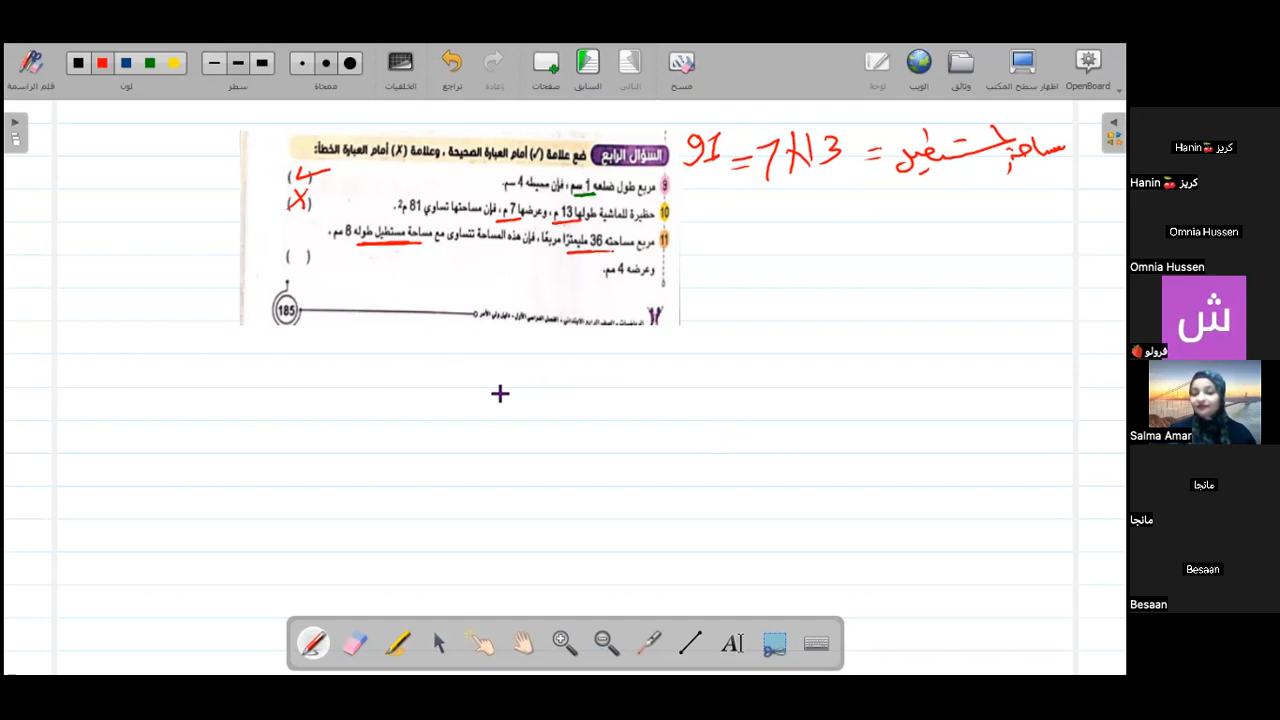 قلم الراسمة
لون
سطر
ممحاة
الخلفيات
تراجع
إعادة
صفحات
السابق
التالي
مسح
لوحة
الويب
وثائق
اظهار سطح المكتب
OpenBoard
السؤال الرابع ضع علامة (✓) أمام العبارة الصحيحة ، وعلامة (X) أمام العبارة الخطأ:
9 مربع طول ضلعه 1 سم ، فإن محيطه 4 سم.
10 حظيرة للماشية طولها 13 م ، وعرضها 7 م ، فإن مساحتها تساوي 81 م2 . (X)
11 مربع مساحته 36 مليمترًا مربعًا ، فإن هذه المساحة تتساوى مع مساحة مستطيل طوله 8 مم ،
وعرضه 4 مم. ( )
185
مساحة المستطيل = 13 X 7 = 91
Hanin🍒 كريز
Hanin 🍒 كريز
Omnia Hussen
Omnia Hussen
ش
فرولو 🍓
Salma Amar
مانجا
مانجا
Besaan
Besaan